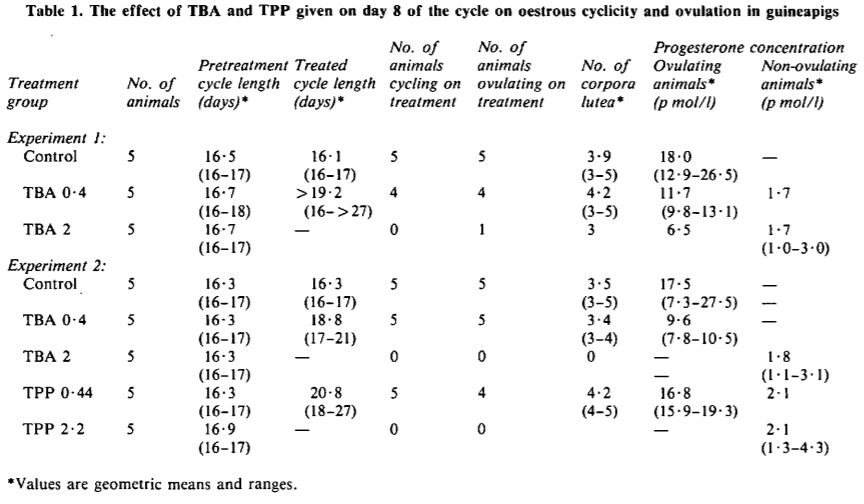 Table 1. The effect of TBA and TPP given on day 8 of the cycle on oestrous cyclicity and ovulation in guineapigs
No. of No. of Progesterone concentration
animals animals No. of Ovulating Non-ovulating
Pretreatment Treated cycling on ovulating on corpora animals* animals*
Treatment No. of cycle length cycle length treatment treatment lutea* (p mol/l) (p mol/l)
group animals (days)* (days)*
Experiment 1:
Control 5 16·5 16·1 5 5 3·9 18·0 —
(16–17) (16–17) (3–5) (12·9–26·5)
TBA 0·4 5 16·7 >19·2 4 4 4·2 11·7 1·7
(16–18) (16–>27) (3–5) (9·8–13·1)
TBA 2 5 16·7 — 0 1 3 6·5 1·7
(16–17) (1·0–3·0)
Experiment 2:
Control 5 16·3 16·3 5 5 3·5 17·5 —
(16–17) (16–17) (3–5) (7·3–27·5) —
TBA 0·4 5 16·3 18·8 5 5 3·4 9·6 —
(16–17) (17–21) (3–4) (7·8–10·5)
TBA 2 5 16·3 — 0 0 0 — 1·8
(16–17) — (1·1–3·1)
TPP 0·44 5 16·3 20·8 5 4 4·2 16·8 2·1
(16–17) (18–27) (4–5) (15·9–19·3)
TPP 2·2 5 16·9 — 0 0 — 2·1
(16–17) (1·3–4·3)
*Values are geometric means and ranges.